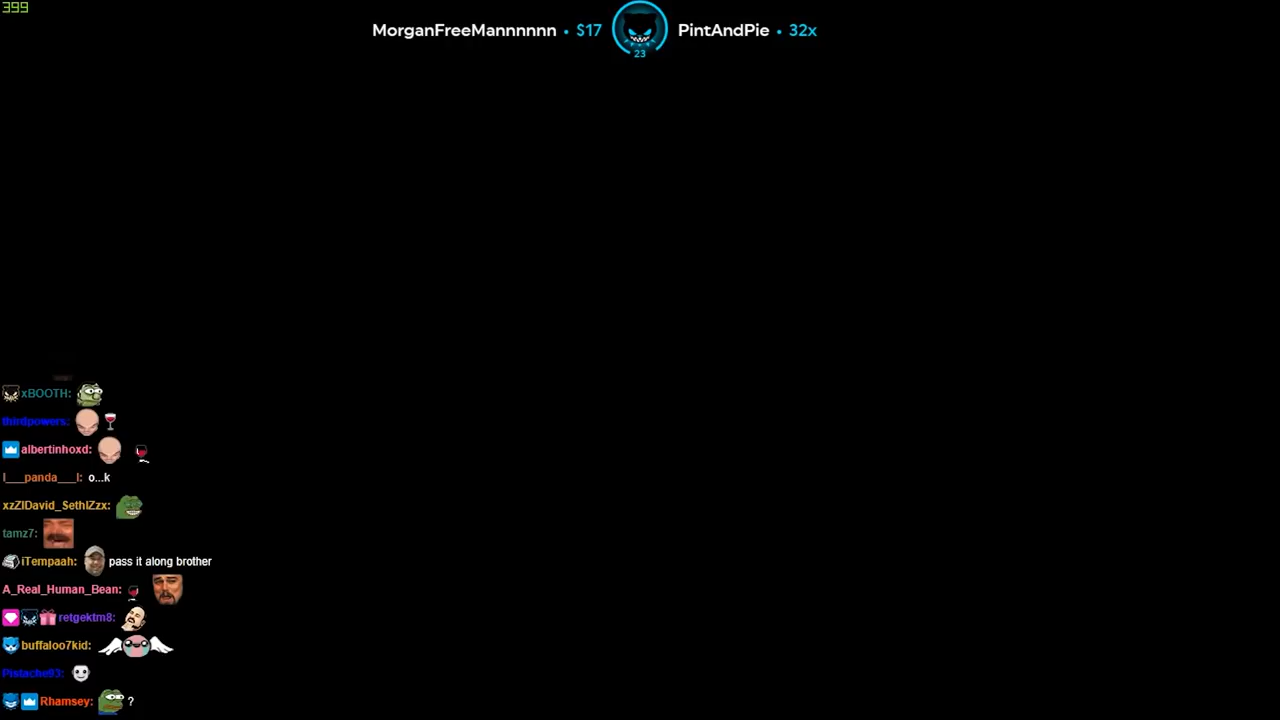 399
MorganFreeMannnnnn • $17
23
PintAndPie • 32x
xBOOTH:
thirdpowers:
albertinhoxd:
l___panda___l: o...k
xzZIDavid_SethIZzx:
tamz7:
iTempaah: pass it along brother
A_Real_Human_Bean:
retgektm8:
buffaloo7kid:
Pistache93:
Rhamsey: ?